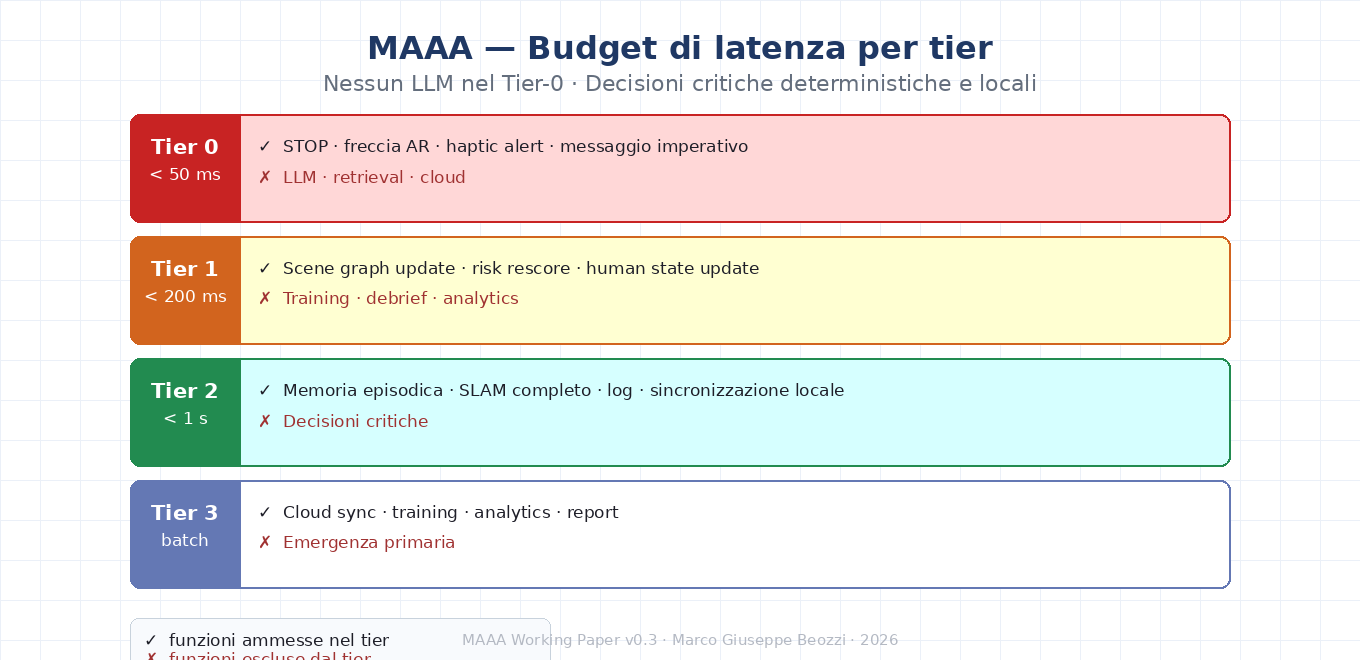 MAAA — Budget di latenza per tier
Nessun LLM nel Tier-0 · Decisioni critiche deterministiche e locali
Tier 0
< 50 ms
✓ STOP · freccia AR · haptic alert · messaggio imperativo
✗ LLM · retrieval · cloud
Tier 1
< 200 ms
✓ Scene graph update · risk rescore · human state update
✗ Training · debrief · analytics
Tier 2
< 1 s
✓ Memoria episodica · SLAM completo · log · sincronizzazione locale
✗ Decisioni critiche
Tier 3
batch
✓ Cloud sync · training · analytics · report
✗ Emergenza primaria
✓ funzioni ammesse nel tier
✗ funzioni escluse dal tier
MAAA Working Paper v0.3 · Marco Giuseppe Beozzi · 2026